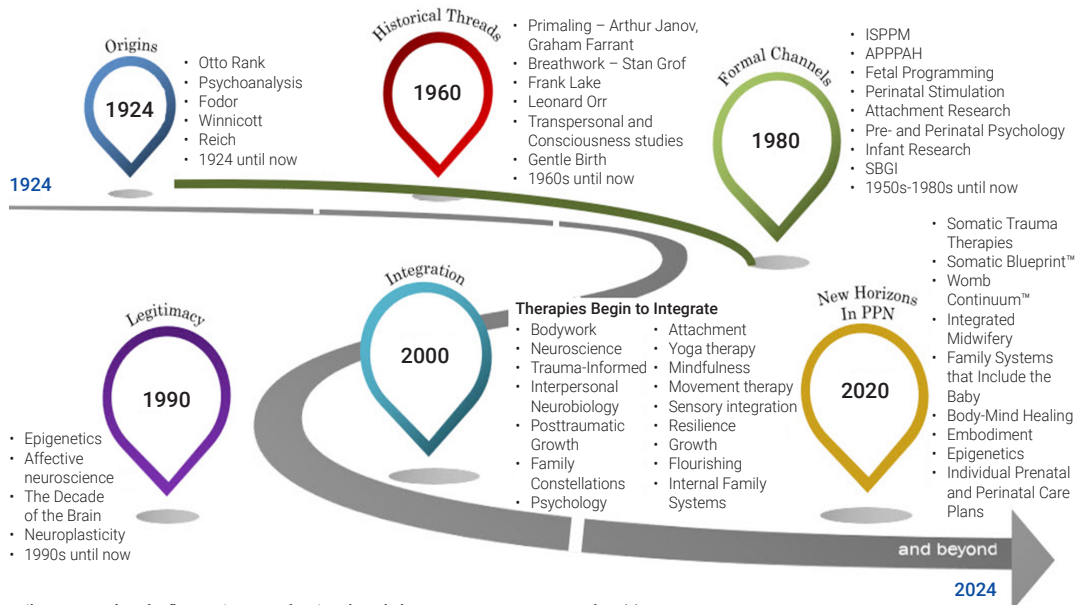 Origins
1924
• Otto Rank
• Psychoanalysis
• Fodor
• Winnicott
• Reich
• 1924 until now
Historical Threads
1960
• Primaling – Arthur Janov,
Graham Farrant
• Breathwork – Stan Grof
• Frank Lake
• Leonard Orr
• Transpersonal and
Consciousness studies
• Gentle Birth
• 1960s until now
Formal Channels
1980
• ISPPM
• APPPAH
• Fetal Programming
• Perinatal Stimulation
• Attachment Research
• Pre- and Perinatal Psychology
• Infant Research
• SBGI
• 1950s-1980s until now
1924
Legitimacy
1990
• Epigenetics
• Affective
neuroscience
• The Decade
of the Brain
• Neuroplasticity
• 1990s until now
Integration
2000
Therapies Begin to Integrate
• Bodywork
• Neuroscience
• Trauma-Informed
• Interpersonal
Neurobiology
• Posttraumatic
Growth
• Family
Constellations
• Psychology
• Attachment
• Yoga therapy
• Mindfulness
• Movement therapy
• Sensory integration
• Resilience
• Growth
• Flourishing
• Internal Family
Systems
New Horizons
In PPN
2020
• Somatic Trauma
Therapies
• Somatic Blueprint™
• Womb
Continuum™
• Integrated
Midwifery
• Family Systems
that Include the
Baby
• Body-Mind Healing
• Embodiment
• Epigenetics
• Individual Prenatal
and Perinatal Care
Plans
and beyond
2024